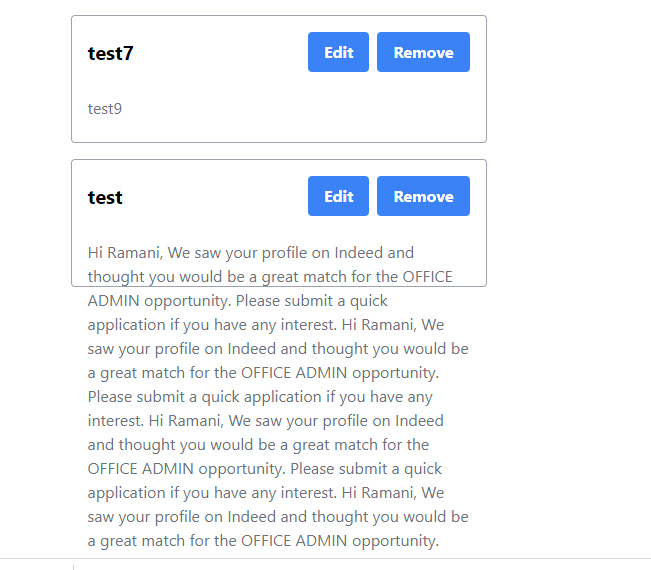 test7
Edit
Remove
test9
test
Edit
Remove
Hi Ramani, We saw your profile on Indeed and
thought you would be a great match for the OFFICE
ADMIN opportunity. Please submit a quick
application if you have any interest. Hi Ramani, We
saw your profile on Indeed and thought you would be
a great match for the OFFICE ADMIN opportunity.
Please submit a quick application if you have any
interest. Hi Ramani, We saw your profile on Indeed
and thought you would be a great match for the
OFFICE ADMIN opportunity. Please submit a quick
application if you have any interest. Hi Ramani, We
saw your profile on Indeed and thought you would be
a great match for the OFFICE ADMIN opportunity.